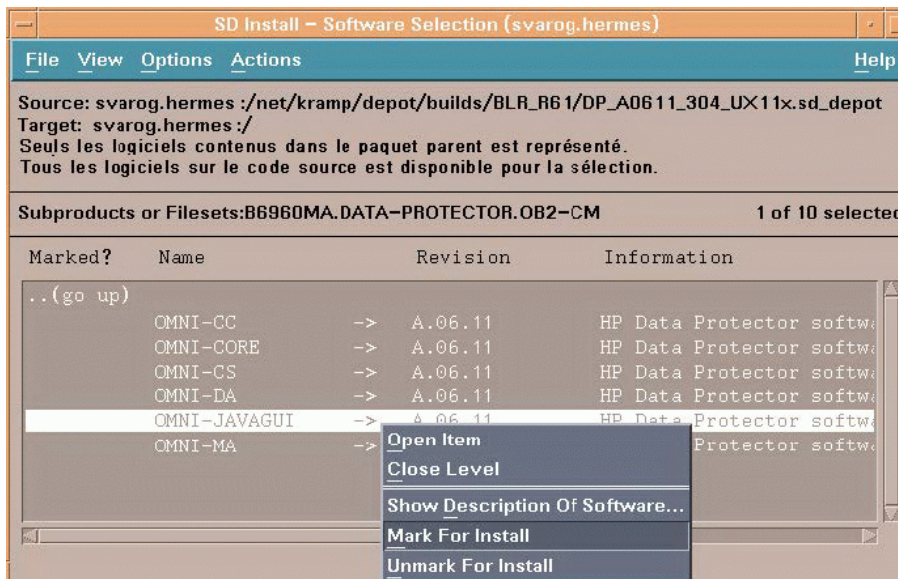 SD Install - Software Selection (svarog.hermes)
File View Options Actions Help
Source: svarog.hermes :/net/kramp/depot/builds/BLR_R61/DP_A0611_304_UX11x.sd_depot
Target: svarog.hermes:/
Seuls les logiciels contenus dans le paquet parent est représenté.
Tous les logiciels sur le code source est disponible pour la sélection.
Subproducts or Filesets:B6960MA.DATA-PROTECTOR.OB2-CM 1 of 10 selected
Marked? Name Revision Information
..(go up)
OMNI-CC -> A.06.11 HP Data Protector softwa
OMNI-CORE -> A.06.11 HP Data Protector softwa
OMNI-CS -> A.06.11 HP Data Protector softwa
OMNI-DA -> A.06.11 HP Data Protector softwa
OMNI-JAVAGUI -> A.06.11 HP Data Protector softwa
OMNI-MA -> Protector softwa
Open Item
Close Level
Show Description Of Software...
Mark For Install
Unmark For Install